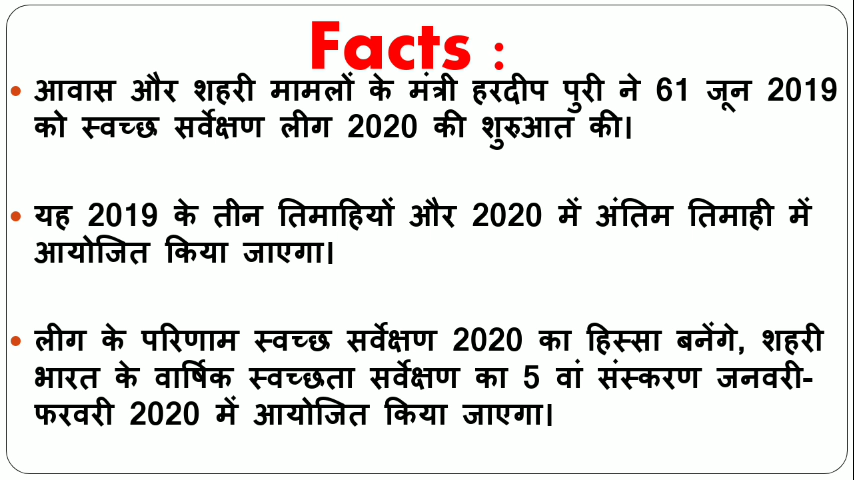 Facts :
• आवास और शहरी मामलों के मंत्री हरदीप पुरी ने 61 जून 2019
को स्वच्छ सर्वेक्षण लीग 2020 की शुरुआत की।
• यह 2019 के तीन तिमाहियों और 2020 में अंतिम तिमाही में
आयोजित किया जाएगा।
• लीग के परिणाम स्वच्छ सर्वेक्षण 2020 का हिस्सा बनेंगे, शहरी
भारत के वार्षिक स्वच्छता सर्वेक्षण का 5 वां संस्करण जनवरी-
फरवरी 2020 में आयोजित किया जाएगा।